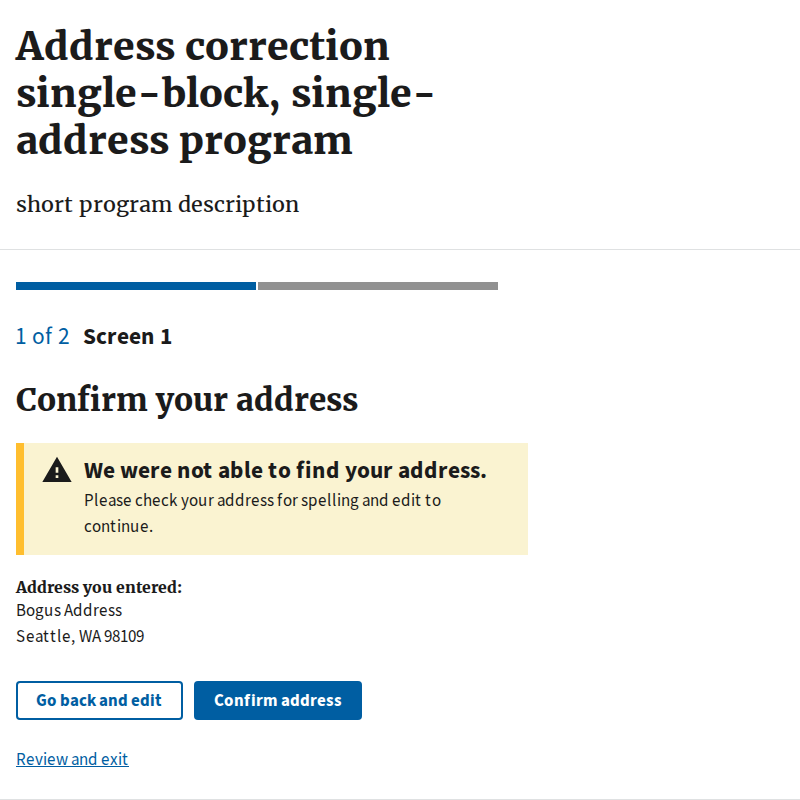 Address correction
single-block, single-
address program
short program description
1 of 2 Screen 1
Confirm your address
We were not able to find your address.
Please check your address for spelling and edit to
continue.
Address you entered:
Bogus Address
Seattle, WA 98109
Go back and edit Confirm address
Review and exit